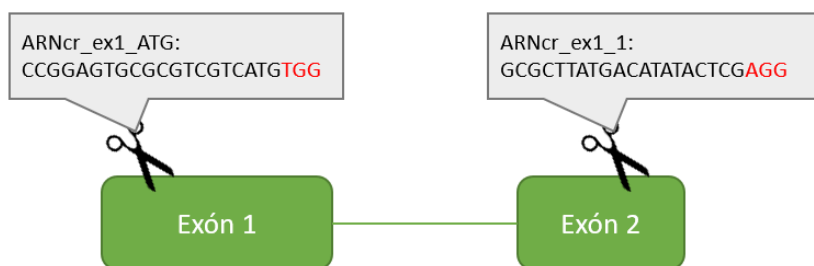 ARNcr_ex1_ATG:
CCGGAGTGCGCGTCGTCATGTGG
ARNcr_ex1_1:
GCGCTTATGACATATACTCGAGG
Exón 1
Exón 2